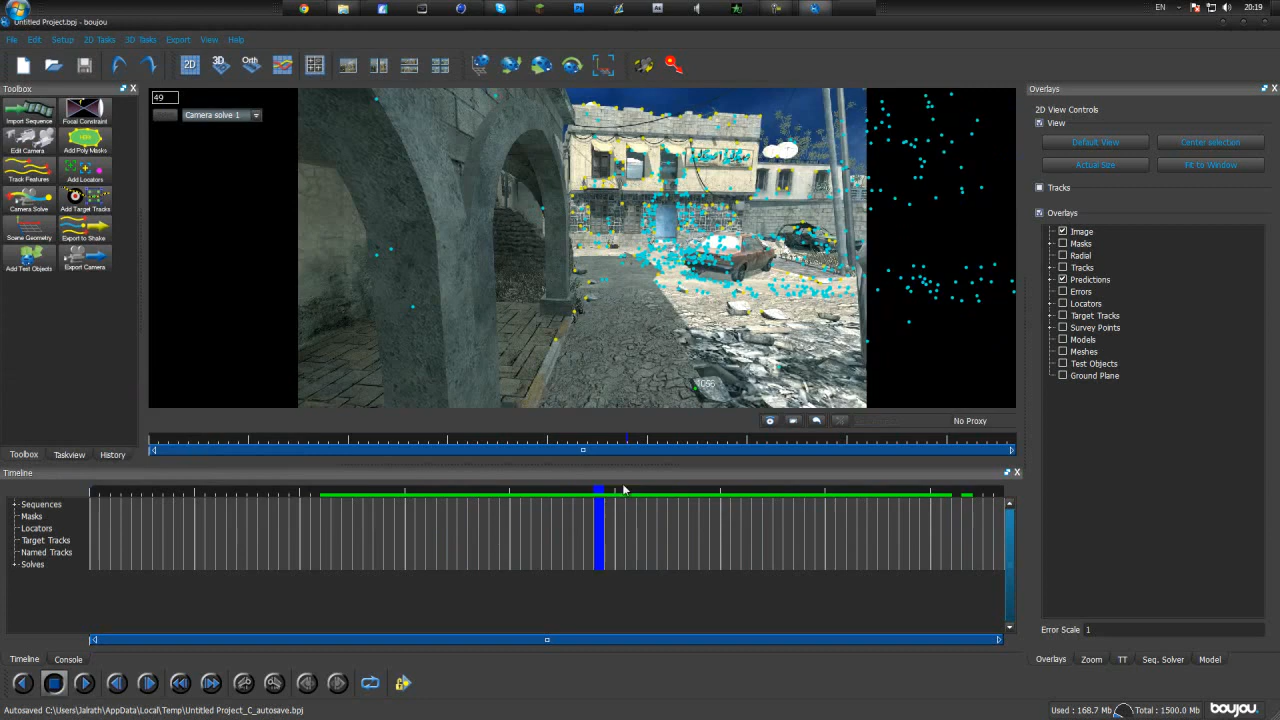 EN
20:19
Untitled Project.bpj - boujou
File Edit Setup 2D Tasks 3D Tasks Export View Help
2D 3D Orth
Toolbox
Import Sequence Focal Constraint
Edit Camera Add Poly Masks
Track Features Add Locators
Camera Solve Add Target Tracks
Scene Geometry Export to Shake
Add Test Objects Export Camera
Toolbox Taskview History
49
Camera solve 1
1056
No Proxy
Overlays
2D View Controls
View
Default View Center selection
Actual Size Fit to Window
Tracks
Overlays
Image
Masks
Radial
Tracks
Predictions
Errors
Locators
Target Tracks
Survey Points
Models
Meshes
Test Objects
Ground Plane
Error Scale 1
Overlays Zoom TT Seq. Solver Model
Timeline
Sequences
Masks
Locators
Target Tracks
Named Tracks
Solves
Timeline Console
Autosaved C:\Users\Jalrath\AppData\Local\Temp\Untitled Project_C_autosave.bpj
Used : 168.7 Mb Total : 1500.0 Mb boujou